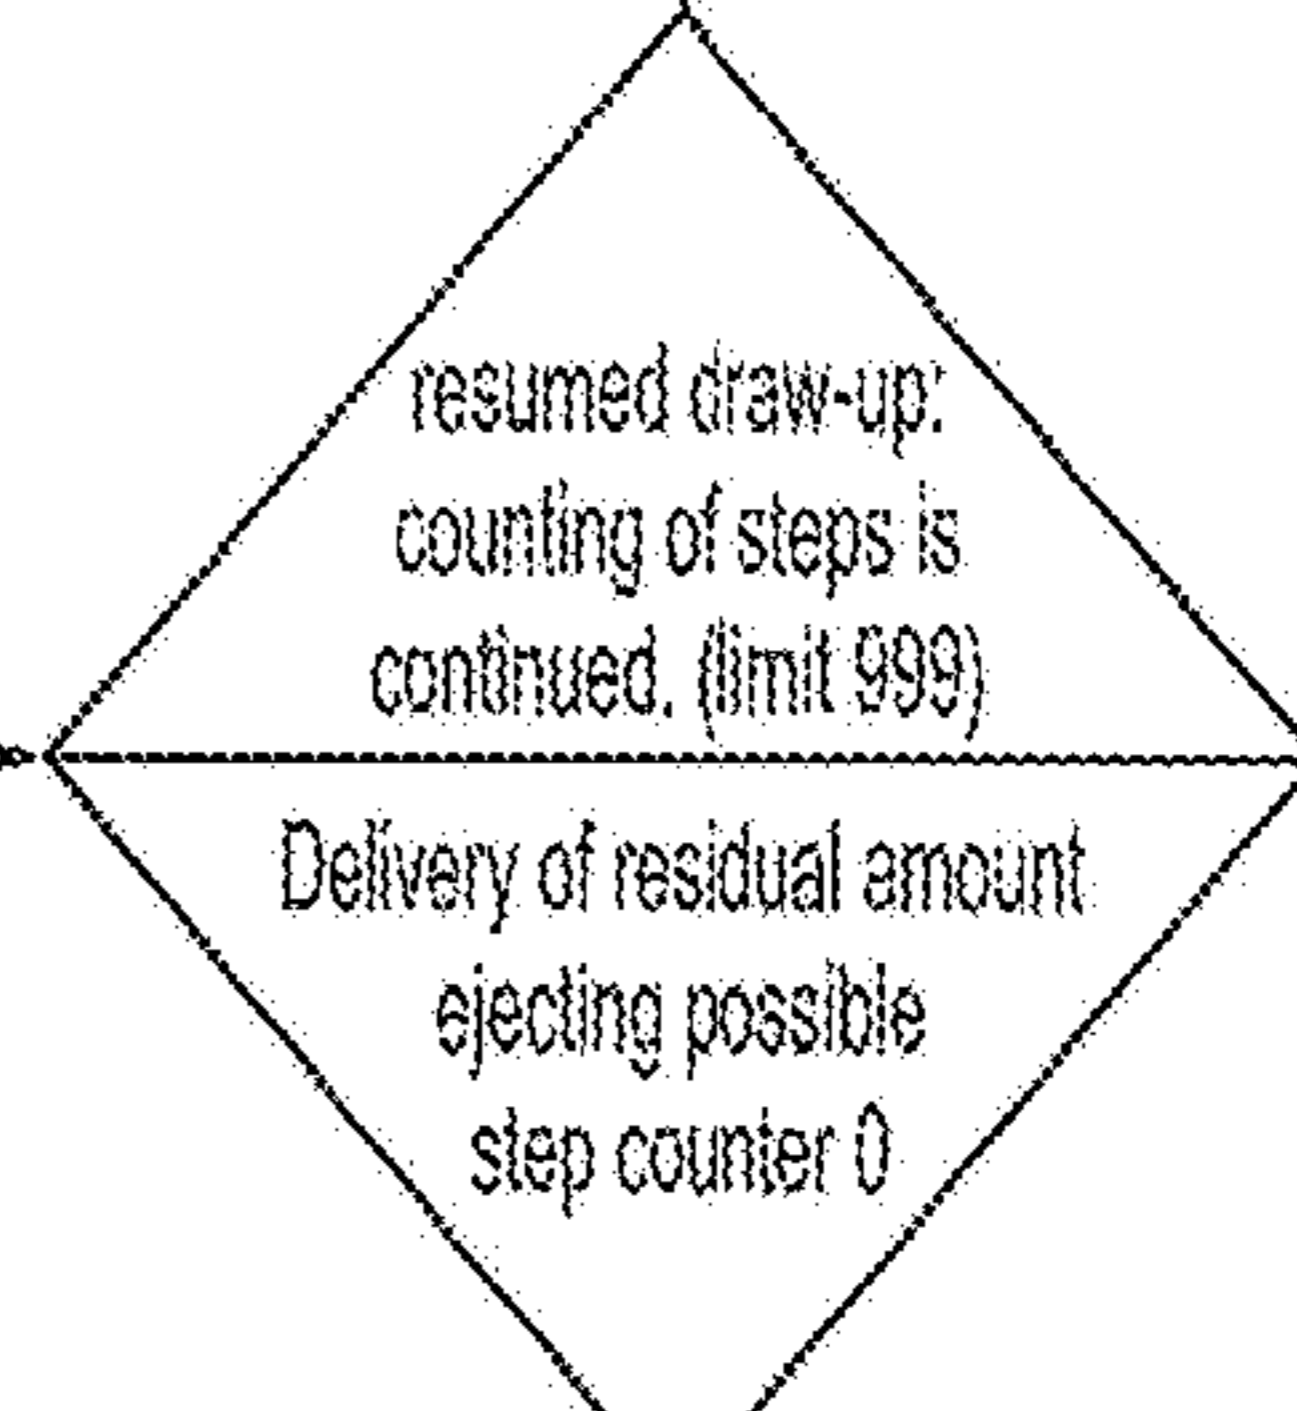 resumed draw-up:
counting of steps is
continued. (limit 999)
Delivery of residual amount
ejecting possible
step counter 0